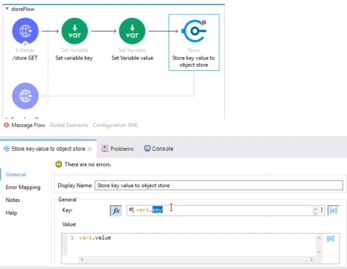 storeFlow
Listener
Set Variable
Set Variable
Store
/store GET
Set variable key
Set Variable value
Store key value to
object store
Message Flow Global Elements Configuration XML
Store key value to object store
Problems
Console
General
There are no errors.
Error Mapping
Display Name: Store key value to object store
Notes
General
Help
Key: fx #[ vars.key ]
Value:
1 vars.value